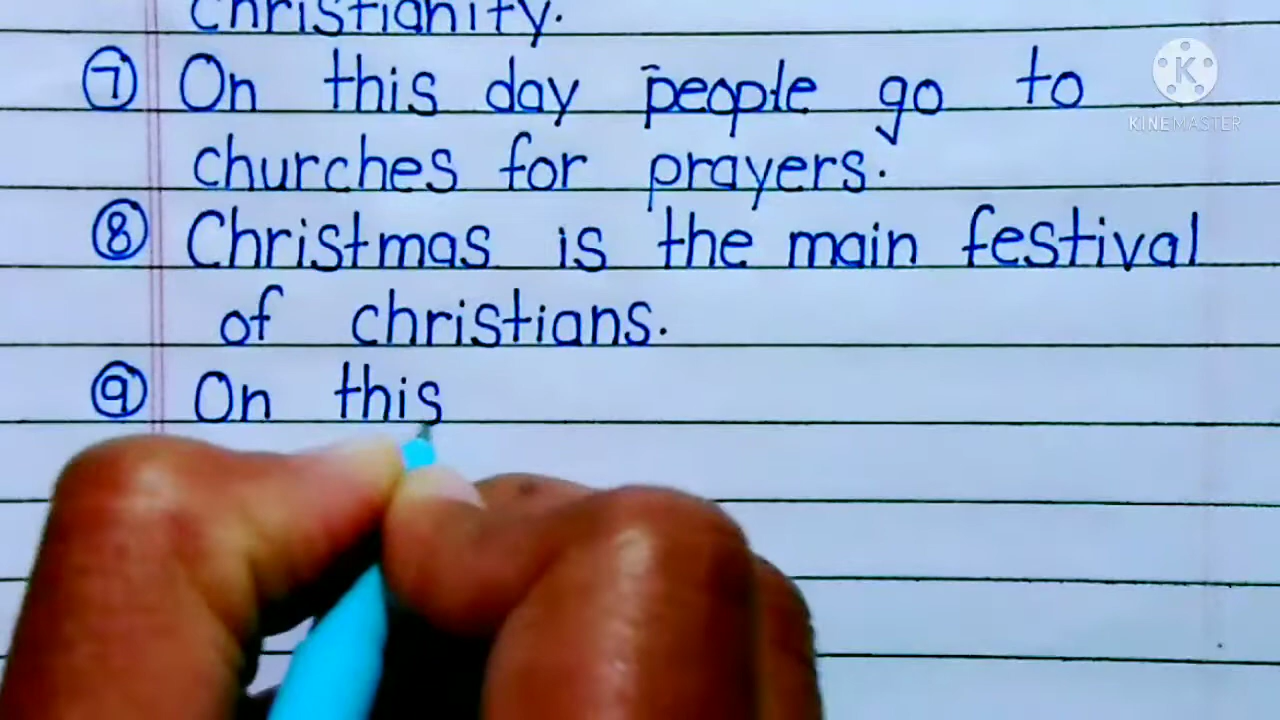 christianity.
⑦ On this day people go to
churches for prayers.
⑧ Christmas is the main festival
of christians.
⑨ On this
K
KINEMASTER